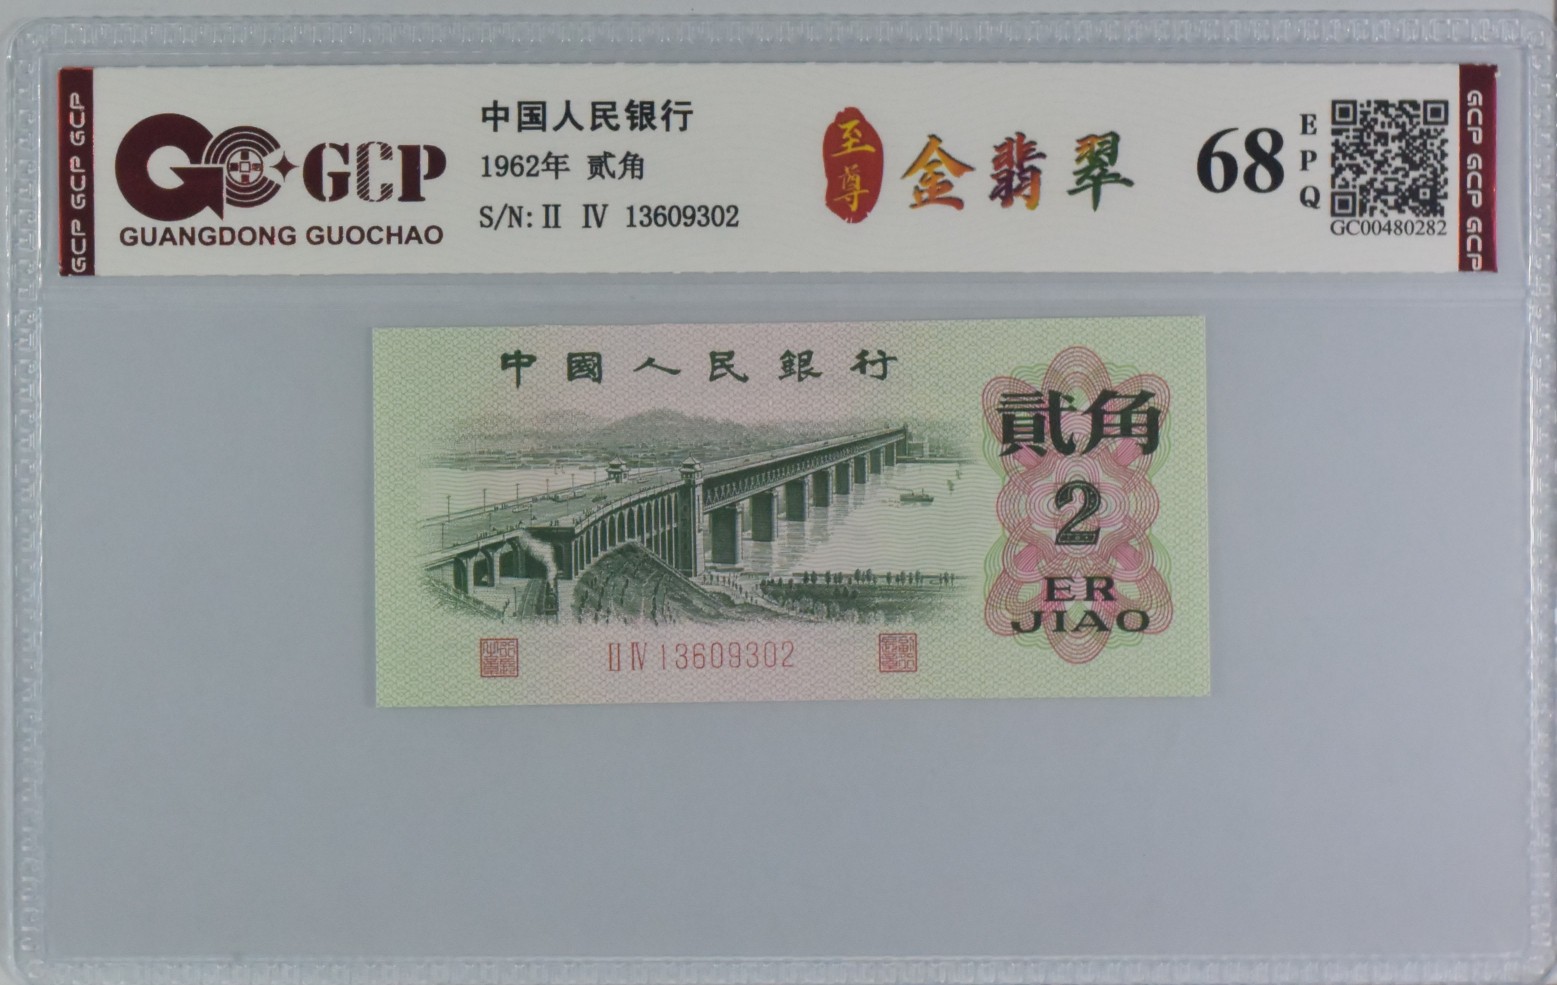 GCP GCP GCP
GCP
GUANGDONG GUOCHAO
中国人民银行
1962年 贰角
S/N: II IV 13609302
至尊
金翡翠
68
EPQ
GC00480282
GCP GCP GCP
中國人民銀行
貳角
2
ER
JIAO
II IV 13609302